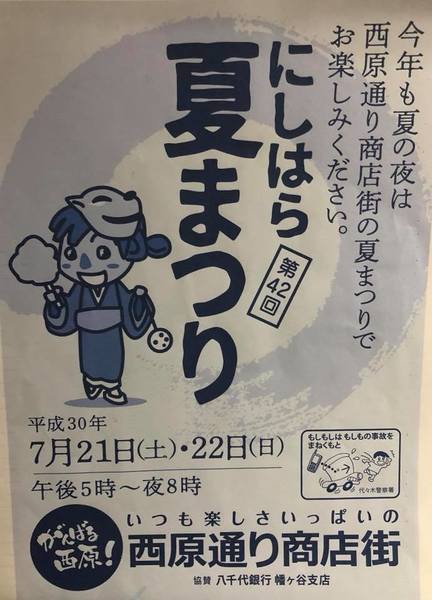 今年も夏の夜は
西原通り商店街の夏まつりで
お楽しみください。
にしはら
夏まつり
第42回
平成30年
7月21日(土)・22日(日)
午後5時～夜8時
もしもしは もしもの事故を
まねくもと
代々木警察署
がんばる
西原!
いつも楽しさいっぱいの
西原通り商店街
協賛 八千代銀行 幡ヶ谷支店